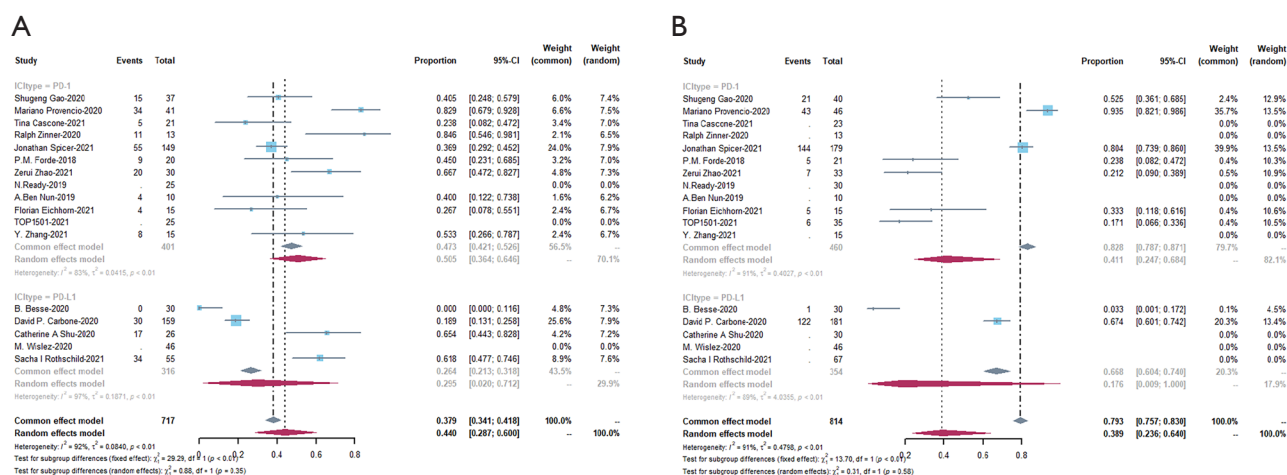 A
Study Events Total Proportion 95%-CI Weight (common) Weight (random)
ICItype = PD-1
Shugeng Gao-2020 15 37 0.405 [0.248; 0.579] 6.0% 7.4%
Mariano Provencio-2020 34 41 0.829 [0.679; 0.928] 6.6% 7.5%
Tina Cascone-2021 5 21 0.238 [0.082; 0.472] 3.4% 7.0%
Ralph Zinner-2020 11 13 0.846 [0.546; 0.981] 2.1% 6.5%
Jonathan Spicer-2021 55 149 0.369 [0.292; 0.452] 24.0% 7.9%
P.M. Forde-2018 9 20 0.450 [0.231; 0.685] 3.2% 7.0%
Zerui Zhao-2021 20 30 0.667 [0.472; 0.827] 4.8% 7.3%
N.Ready-2019 . 25 0.0% 0.0%
A.Ben Nun-2019 4 10 0.400 [0.122; 0.738] 1.6% 6.2%
Florian Eichhorn-2021 4 15 0.267 [0.078; 0.551] 2.4% 6.7%
TOP1501-2021 . 25 0.0% 0.0%
Y. Zhang-2021 8 15 0.533 [0.266; 0.787] 2.4% 6.7%
Common effect model 401 0.473 [0.421; 0.526] 56.5% --
Random effects model 0.505 [0.364; 0.646] -- 70.1%
Heterogeneity: I² = 83%, τ² = 0.0415, p < 0.01
ICItype = PD-L1
B. Besse-2020 0 30 0.000 [0.000; 0.116] 4.8% 7.3%
David P. Carbone-2020 30 159 0.189 [0.131; 0.258] 25.6% 7.9%
Catherine A Shu-2020 17 26 0.654 [0.443; 0.828] 4.2% 7.2%
M. Wislez-2020 . 46 0.0% 0.0%
Sacha I Rothschild-2021 34 55 0.618 [0.477; 0.746] 8.9% 7.6%
Common effect model 316 0.264 [0.213; 0.318] 43.5% --
Random effects model 0.295 [0.020; 0.712] -- 29.9%
Heterogeneity: I² = 97%, τ² = 0.1871, p < 0.01
Common effect model 717 0.379 [0.341; 0.418] 100.0% --
Random effects model 0.440 [0.287; 0.600] -- 100.0%
Heterogeneity: I² = 92%, τ² = 0.0840, p < 0.01
Test for subgroup differences (fixed effect): χ²₁ = 29.29, df = 1 (p < 0.01)
Test for subgroup differences (random effects): χ²₁ = 0.88, df = 1 (p = 0.35)
0 0.2 0.4 0.6 0.8
B
Study Events Total Proportion 95%-CI Weight (common) Weight (random)
ICItype = PD-1
Shugeng Gao-2020 21 40 0.525 [0.361; 0.685] 2.4% 12.9%
Mariano Provencio-2020 43 46 0.935 [0.821; 0.986] 35.7% 13.5%
Tina Cascone-2021 . 23 0.0% 0.0%
Ralph Zinner-2020 . 13 0.0% 0.0%
Jonathan Spicer-2021 144 179 0.804 [0.739; 0.860] 39.9% 13.5%
P.M. Forde-2018 5 21 0.238 [0.082; 0.472] 0.4% 10.3%
Zerui Zhao-2021 7 33 0.212 [0.090; 0.389] 0.5% 10.9%
N.Ready-2019 . 30 0.0% 0.0%
A.Ben Nun-2019 . 10 0.0% 0.0%
Florian Eichhorn-2021 5 15 0.333 [0.118; 0.616] 0.4% 10.5%
TOP1501-2021 6 35 0.171 [0.066; 0.336] 0.4% 10.5%
Y. Zhang-2021 . 15 0.0% 0.0%
Common effect model 460 0.828 [0.787; 0.871] 79.7% --
Random effects model 0.411 [0.247; 0.684] -- 82.1%
Heterogeneity: I² = 91%, τ² = 0.4027, p < 0.01
ICItype = PD-L1
B. Besse-2020 1 30 0.033 [0.001; 0.172] 0.0% 4.4%
David P. Carbone-2020 122 181 0.674 [0.601; 0.742] 20.3% 13.4%
Catherine A Shu-2020 . 30 0.0% 0.0%
M. Wislez-2020 . 46 0.0% 0.0%
Sacha I Rothschild-2021 . 67 0.0% 0.0%
Common effect model 354 0.668 [0.604; 0.740] 20.3% --
Random effects model 0.176 [0.009; 1.000] -- 17.9%
Heterogeneity: I² = 89%, τ² = 4.0355, p < 0.01
Common effect model 814 0.793 [0.757; 0.830] 100.0% --
Random effects model 0.389 [0.236; 0.640] -- 100.0%
Heterogeneity: I² = 91%, τ² = 0.4798, p < 0.01
Test for subgroup differences (fixed effect): χ²₁ = 13.70, df = 1 (p < 0.01)
Test for subgroup differences (random effects): χ²₁ = 0.31, df = 1 (p = 0.58)
0.2 0.4 0.6 0.8